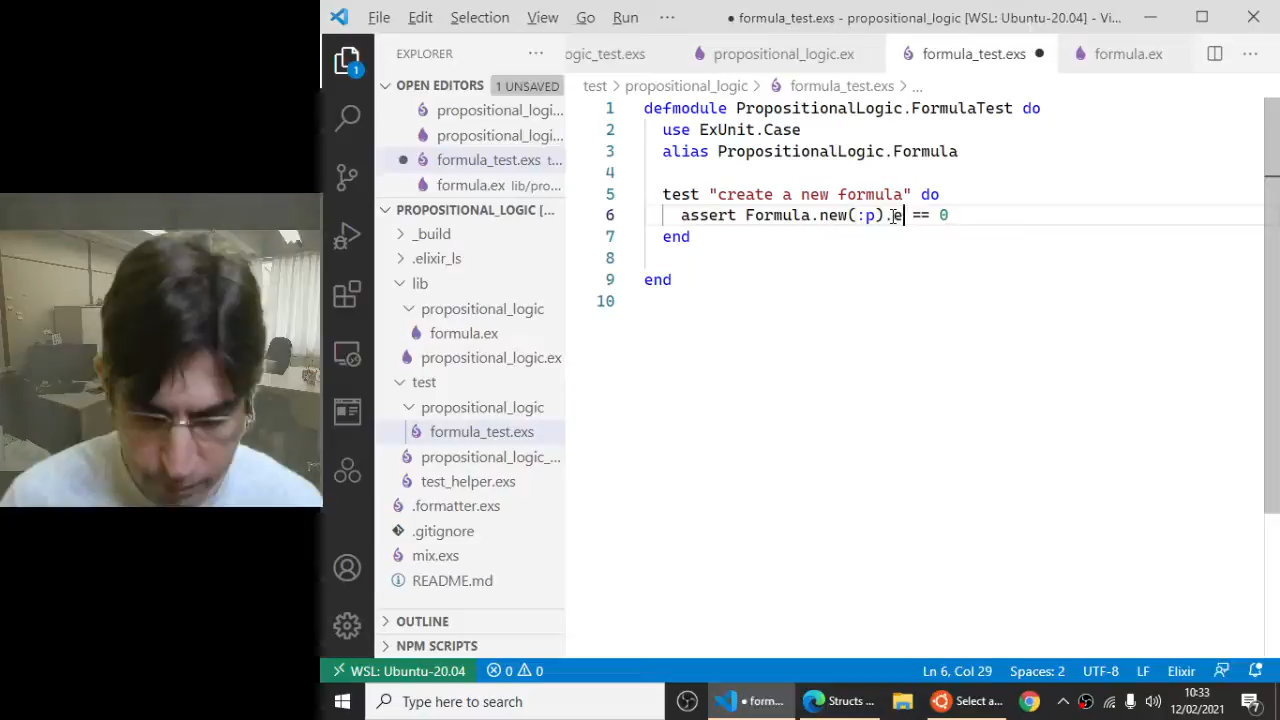 File Edit Selection View Go Run ··· ● formula_test.exs - propositional_logic [WSL: Ubuntu-20.04] - Vi...
EXPLORER ···
ogic_test.exs propositional_logic.ex formula_test.exs ● formula.ex ···
OPEN EDITORS 1 UNSAVED
test > propositional_logic > formula_test.exs > ...
propositional_logi...
propositional_logi...
● formula_test.exs t...
formula.ex lib/pro...
PROPOSITIONAL_LOGIC [...
_build
.elixir_ls
lib
propositional_logic
formula.ex
propositional_logic.ex
test
propositional_logic
formula_test.exs
propositional_logic_...
test_helper.exs
.formatter.exs
.gitignore
mix.exs
README.md
OUTLINE
NPM SCRIPTS
1
1 defmodule PropositionalLogic.FormulaTest do
2 use ExUnit.Case
3 alias PropositionalLogic.Formula
4
5 test "create a new formula" do
6 assert Formula.new(:p).e == 0
7 end
8
9 end
10
WSL: Ubuntu-20.04 0 0 Ln 6, Col 29 Spaces: 2 UTF-8 LF Elixir
Type here to search ● form... Structs ... Select a... 10:33
12/02/2021 7